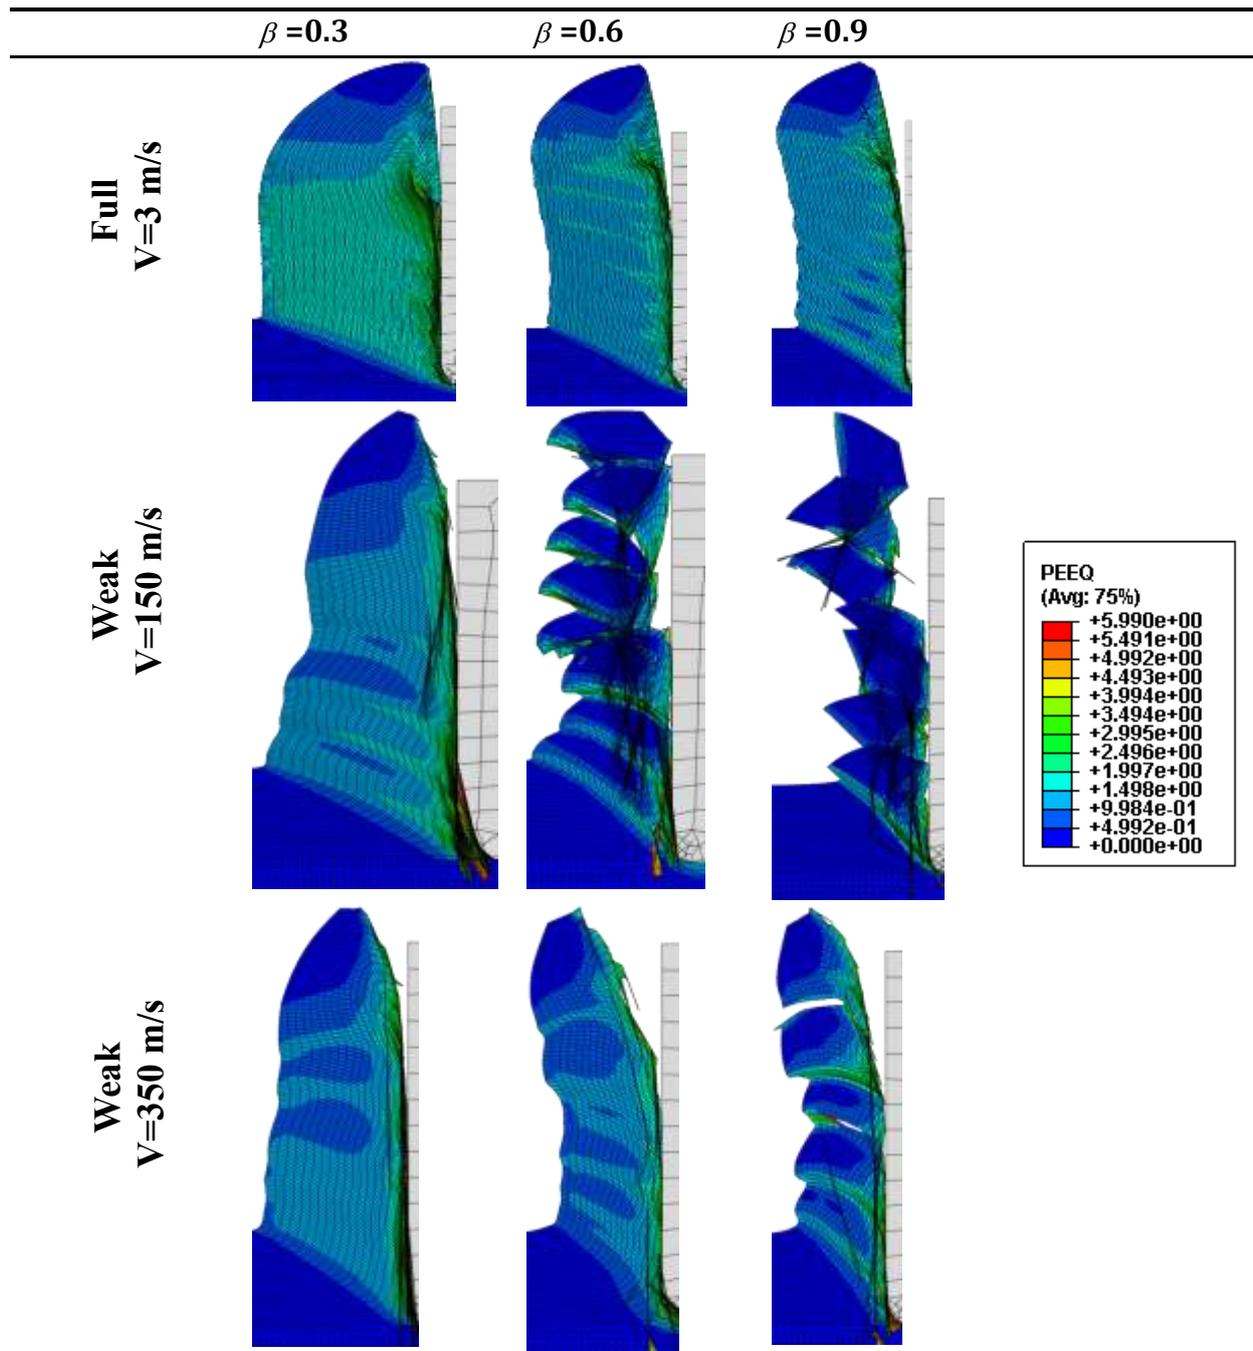 β =0.3 β =0.6 β =0.9
Full
V=3 m/s
Weak
V=150 m/s
PEEQ
(Avg: 75%)
+5.990e+00
+5.491e+00
+4.992e+00
+4.493e+00
+3.994e+00
+3.494e+00
+2.995e+00
+2.496e+00
+1.997e+00
+1.498e+00
+9.984e-01
+4.992e-01
+0.000e+00
Weak
V=350 m/s